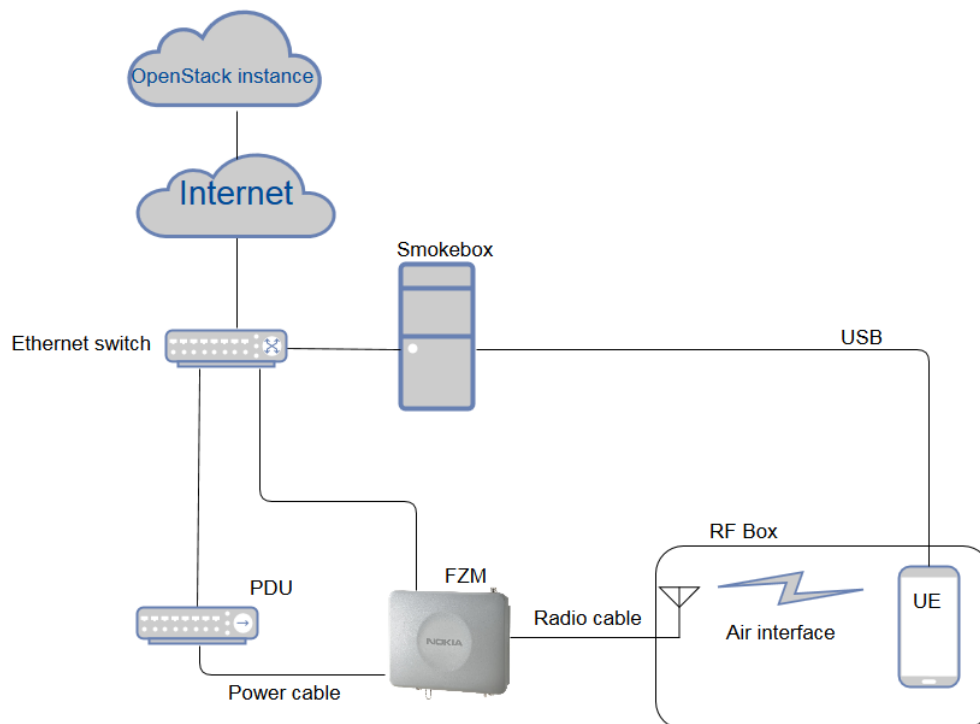 OpenStack instance
Internet
Smokebox
Ethernet switch
USB
RF Box
PDU
FZM
UE
NOKIA
Radio cable
Air interface
Power cable